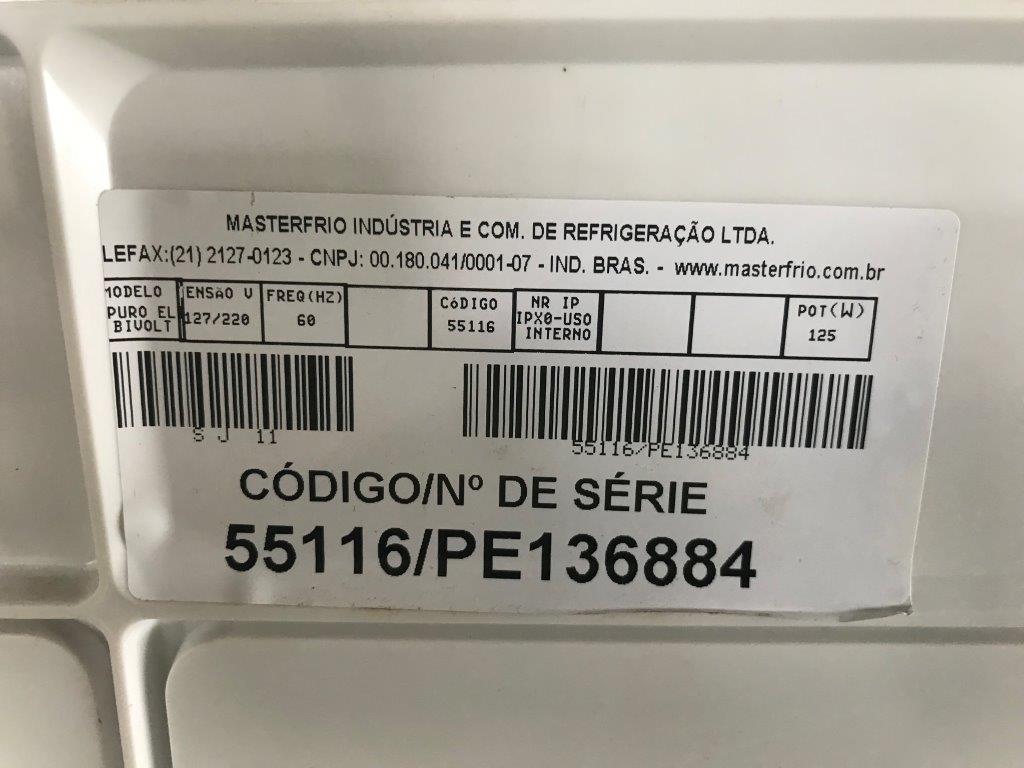 MASTERFRIO INDÚSTRIA E COM. DE REFRIGERAÇÃO LTDA.
LEFAX:(21) 2127-0123 - CNPJ: 00.180.041/0001-07 - IND. BRAS. - www.masterfrio.com.br
MODELO ENSÃO V FREQ(HZ) CóDIGO NR IP POT(W)
PURO EL 127/220 60 55116 IPX0-USO 125
BIVOLT INTERNO
S J 11
55116/PE136884
CÓDIGO/Nº DE SÉRIE
55116/PE136884